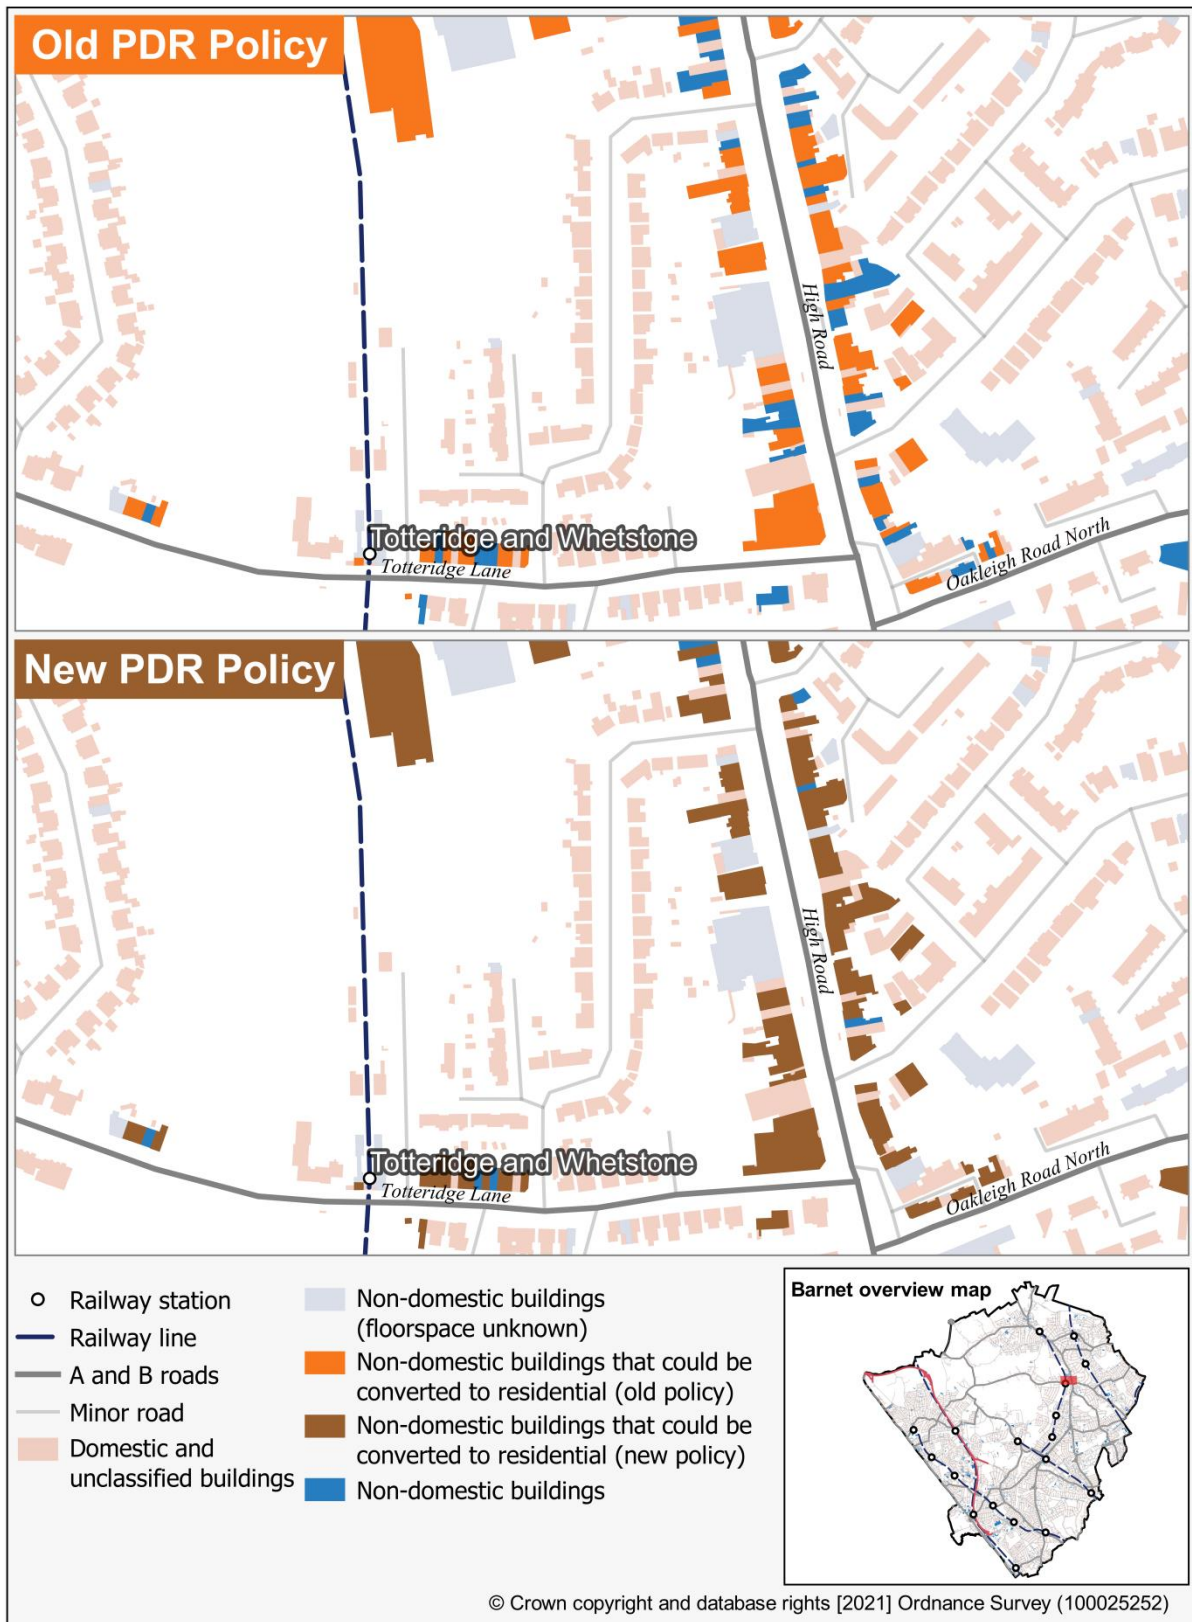 Old PDR Policy
High Road
Totteridge and Whetstone
Totteridge Lane
Oakleigh Road North
New PDR Policy
High Road
Totteridge and Whetstone
Totteridge Lane
Oakleigh Road North
Railway station
Railway line
A and B roads
Minor road
Domestic and
unclassified buildings
Non-domestic buildings
(floorspace unknown)
Non-domestic buildings that could be
converted to residential (old policy)
Non-domestic buildings that could be
converted to residential (new policy)
Non-domestic buildings
Barnet overview map
© Crown copyright and database rights [2021] Ordnance Survey (100025252)